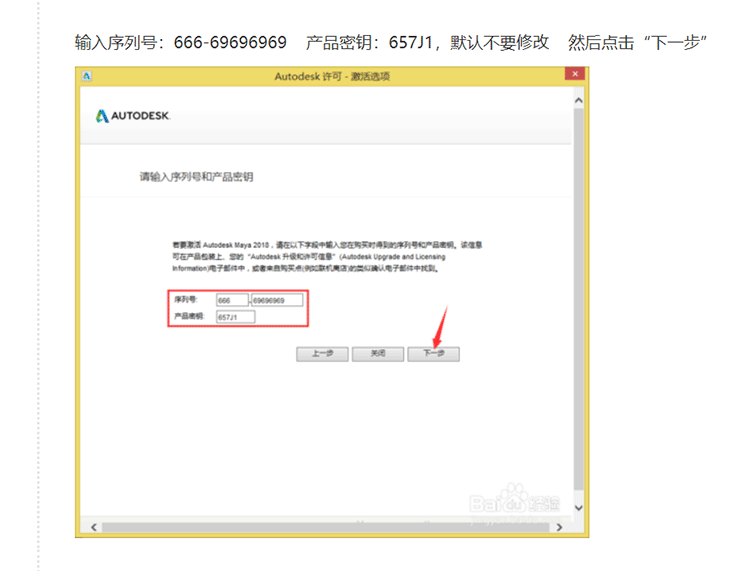 输入序列号：666-69696969 产品密钥：657J1，默认不要修改 然后点击“下一步”
Autodesk 许可 - 激活选项
AUTODESK.
请输入序列号和产品密钥
若要激活 Autodesk Maya 2018，请在以下字段中输入您在购买时得到的序列号和产品密钥。该信息
可在产品包装上、您的“Autodesk 升级和许可信息”(Autodesk Upgrade and Licensing
Information)电子邮件中，或者来自购买点(例如联机商店)的类似确认电子邮件中找到。
序列号: 666 - 69696969
产品密钥: 657J1
上一步 关闭 下一步
Baidu 经验